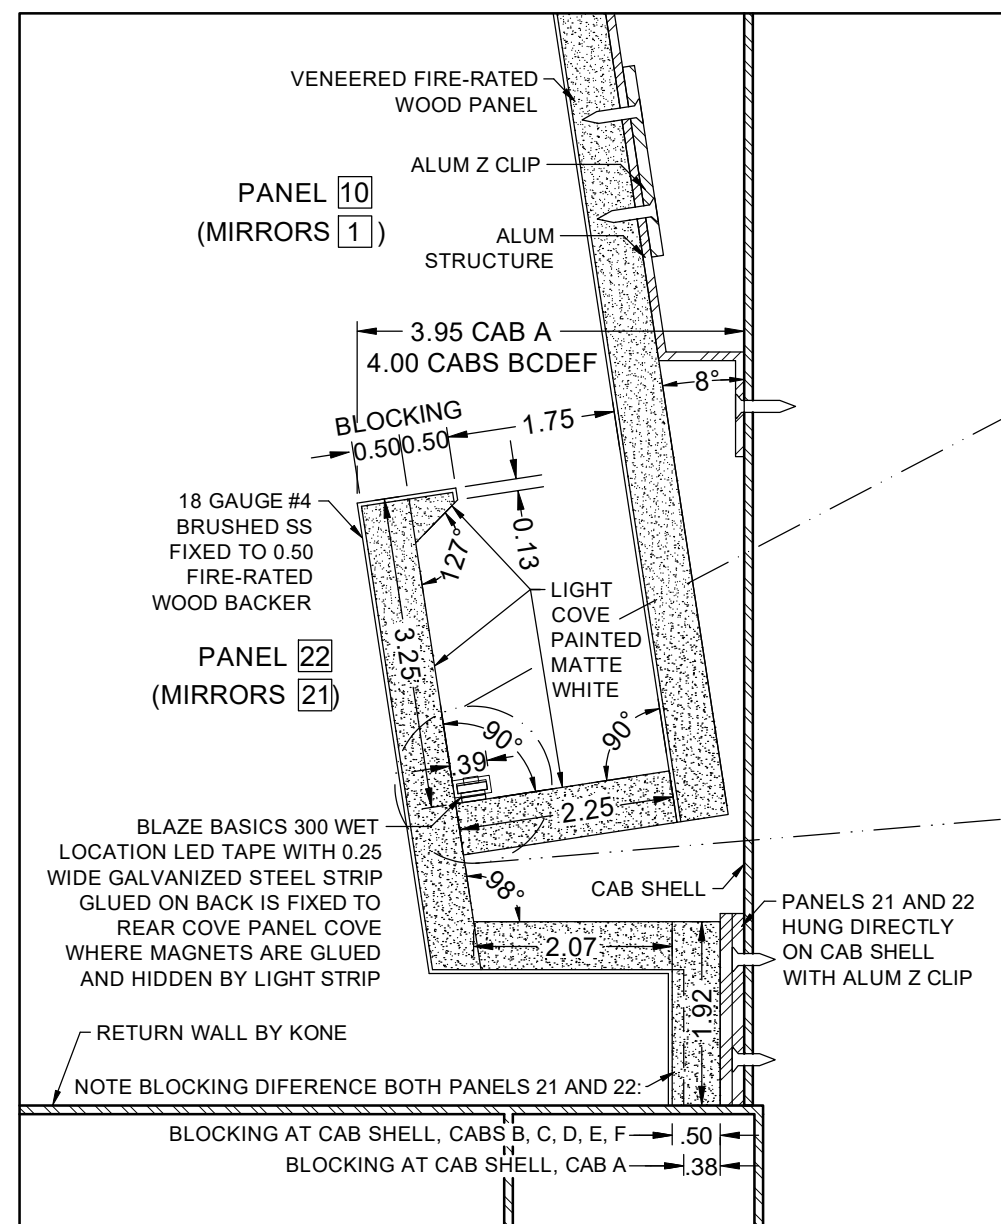 VENEERED FIRE-RATED
WOOD PANEL
ALUM Z CLIP
PANEL 10
(MIRRORS 1 )
ALUM
STRUCTURE
3.95 CAB A
4.00 CABS BCDEF
8°
BLOCKING
0.50 0.50
1.75
18 GAUGE #4
BRUSHED SS
FIXED TO 0.50
FIRE-RATED
WOOD BACKER
0.13
127°
LIGHT
COVE
PAINTED
MATTE
WHITE
3.25
PANEL 22
(MIRRORS 21)
90°
90°
.39
2.25
BLAZE BASICS 300 WET
LOCATION LED TAPE WITH 0.25
WIDE GALVANIZED STEEL STRIP
GLUED ON BACK IS FIXED TO
REAR COVE PANEL COVE
WHERE MAGNETS ARE GLUED
AND HIDDEN BY LIGHT STRIP
98°
CAB SHELL
PANELS 21 AND 22
HUNG DIRECTLY
ON CAB SHELL
WITH ALUM Z CLIP
2.07
1.92
RETURN WALL BY KONE
NOTE BLOCKING DIFERENCE BOTH PANELS 21 AND 22:
BLOCKING AT CAB SHELL, CABS B, C, D, E, F
.50
BLOCKING AT CAB SHELL, CAB A
.38